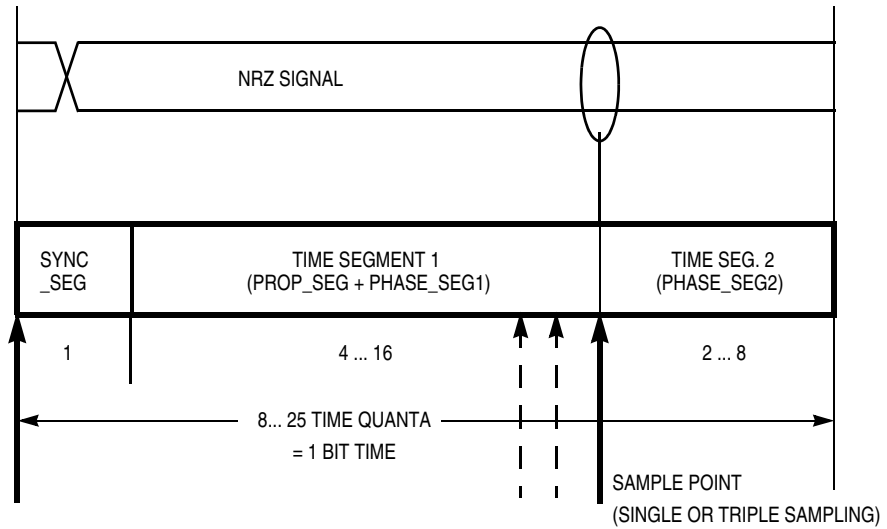 NRZ SIGNAL
SYNC
_SEG
TIME SEGMENT 1
(PROP_SEG + PHASE_SEG1)
TIME SEG. 2
(PHASE_SEG2)
1
4 ... 16
2 ... 8
8... 25 TIME QUANTA
= 1 BIT TIME
SAMPLE POINT
(SINGLE OR TRIPLE SAMPLING)